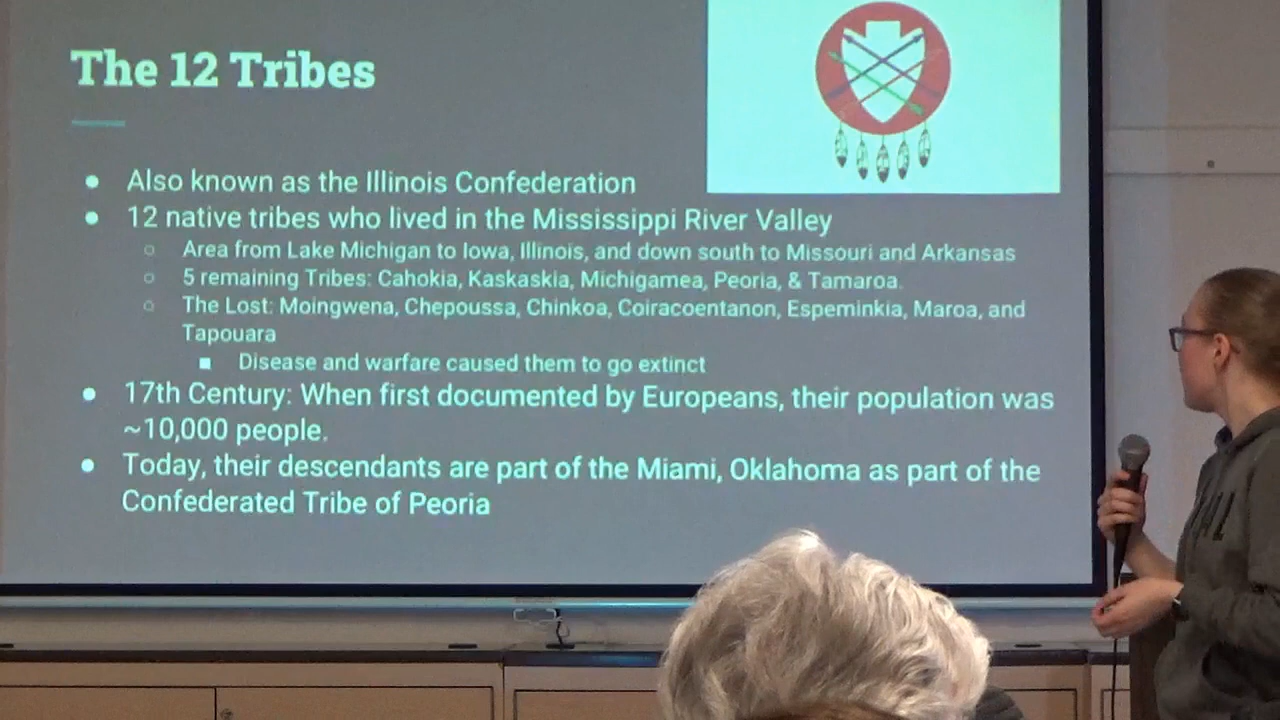 The 12 Tribes
● Also known as the Illinois Confederation
● 12 native tribes who lived in the Mississippi River Valley
○ Area from Lake Michigan to Iowa, Illinois, and down south to Missouri and Arkansas
○ 5 remaining Tribes: Cahokia, Kaskaskia, Michigamea, Peoria, & Tamaroa.
○ The Lost: Moingwena, Chepoussa, Chinkoa, Coiracoentanon, Espeminkia, Maroa, and
Tapouara
■ Disease and warfare caused them to go extinct
● 17th Century: When first documented by Europeans, their population was
~10,000 people.
● Today, their descendants are part of the Miami, Oklahoma as part of the
Confederated Tribe of Peoria